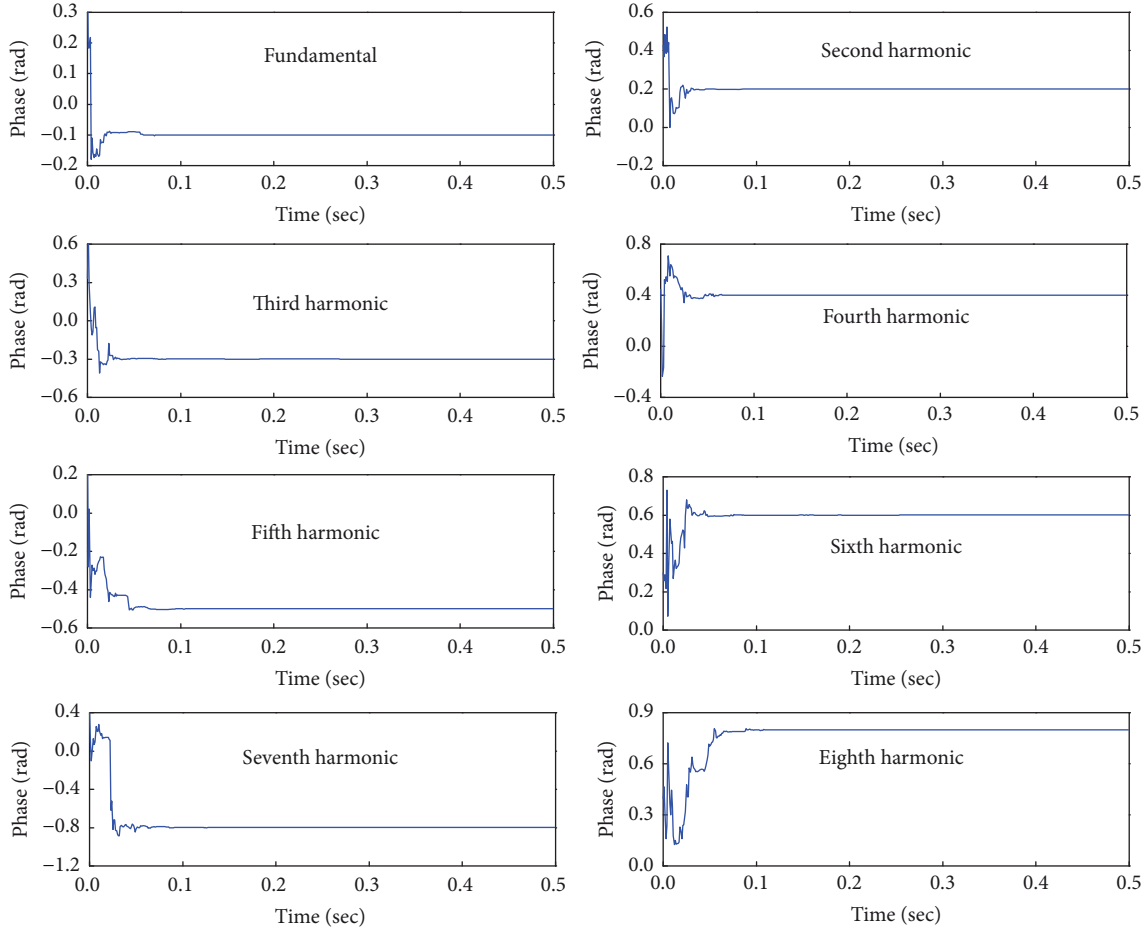 Phase (rad)
0.3
0.2
0.3
0.0
−0.1
−0.2
Fundamental
0.0 0.1 0.2 0.3 0.4 0.5
Time (sec)
Phase (rad)
0.6
0.4
0.2
0.0
0.2
Second harmonic
0.0 0.1 0.2 0.3 0.4 0.5
Time (sec)
Phase (rad)
0.6
0.3
0.0
−0.3
−0.6
Third harmonic
0.0 0.1 0.2 0.3 0.4 0.5
Time (sec)
Phase (rad)
0.8
0.4
0.0
−0.4
Fourth harmonic
0.0 0.1 0.2 0.3 0.4 0.5
Time (sec)
Phase (rad)
0.2
0.0
−0.2
−0.4
−0.6
Fifth harmonic
0.0 0.1 0.2 0.3 0.4 0.5
Time (sec)
Phase (rad)
0.8
0.6
0.4
0.2
0.0
Sixth harmonic
0.0 0.1 0.2 0.3 0.4 0.5
Time (sec)
Phase (rad)
0.4
0.0
−0.4
−0.8
−1.2
Seventh harmonic
0.0 0.1 0.2 0.3 0.4 0.5
Time (sec)
Phase (rad)
0.9
0.6
0.3
0.0
Eighth harmonic
0.0 0.1 0.2 0.3 0.4 0.5
Time (sec)